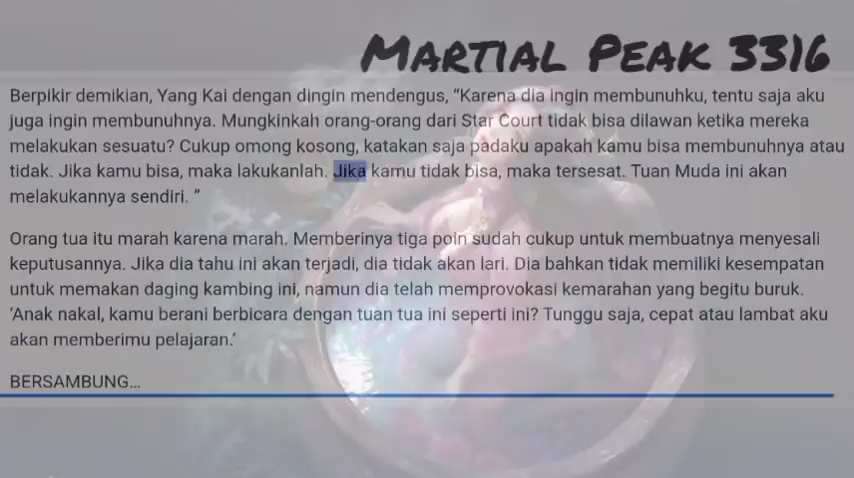 MARTIAL PEAK 3316
Berpikir demikian, Yang Kai dengan dingin mendengus, “Karena dia ingin membunuhku, tentu saja aku
juga ingin membunuhnya. Mungkinkah orang-orang dari Star Court tidak bisa dilawan ketika mereka
melakukan sesuatu? Cukup omong kosong, katakan saja padaku apakah kamu bisa membunuhnya atau
tidak. Jika kamu bisa, maka lakukanlah. Jika kamu tidak bisa, maka tersesat. Tuan Muda ini akan
melakukannya sendiri. ”
Orang tua itu marah karena marah. Memberinya tiga poin sudah cukup untuk membuatnya menyesali
keputusannya. Jika dia tahu ini akan terjadi, dia tidak akan lari. Dia bahkan tidak memiliki kesempatan
untuk memakan daging kambing ini, namun dia telah memprovokasi kemarahan yang begitu buruk.
‘Anak nakal, kamu berani berbicara dengan tuan tua ini seperti ini? Tunggu saja, cepat atau lambat aku
akan memberimu pelajaran.’
BERSAMBUNG…